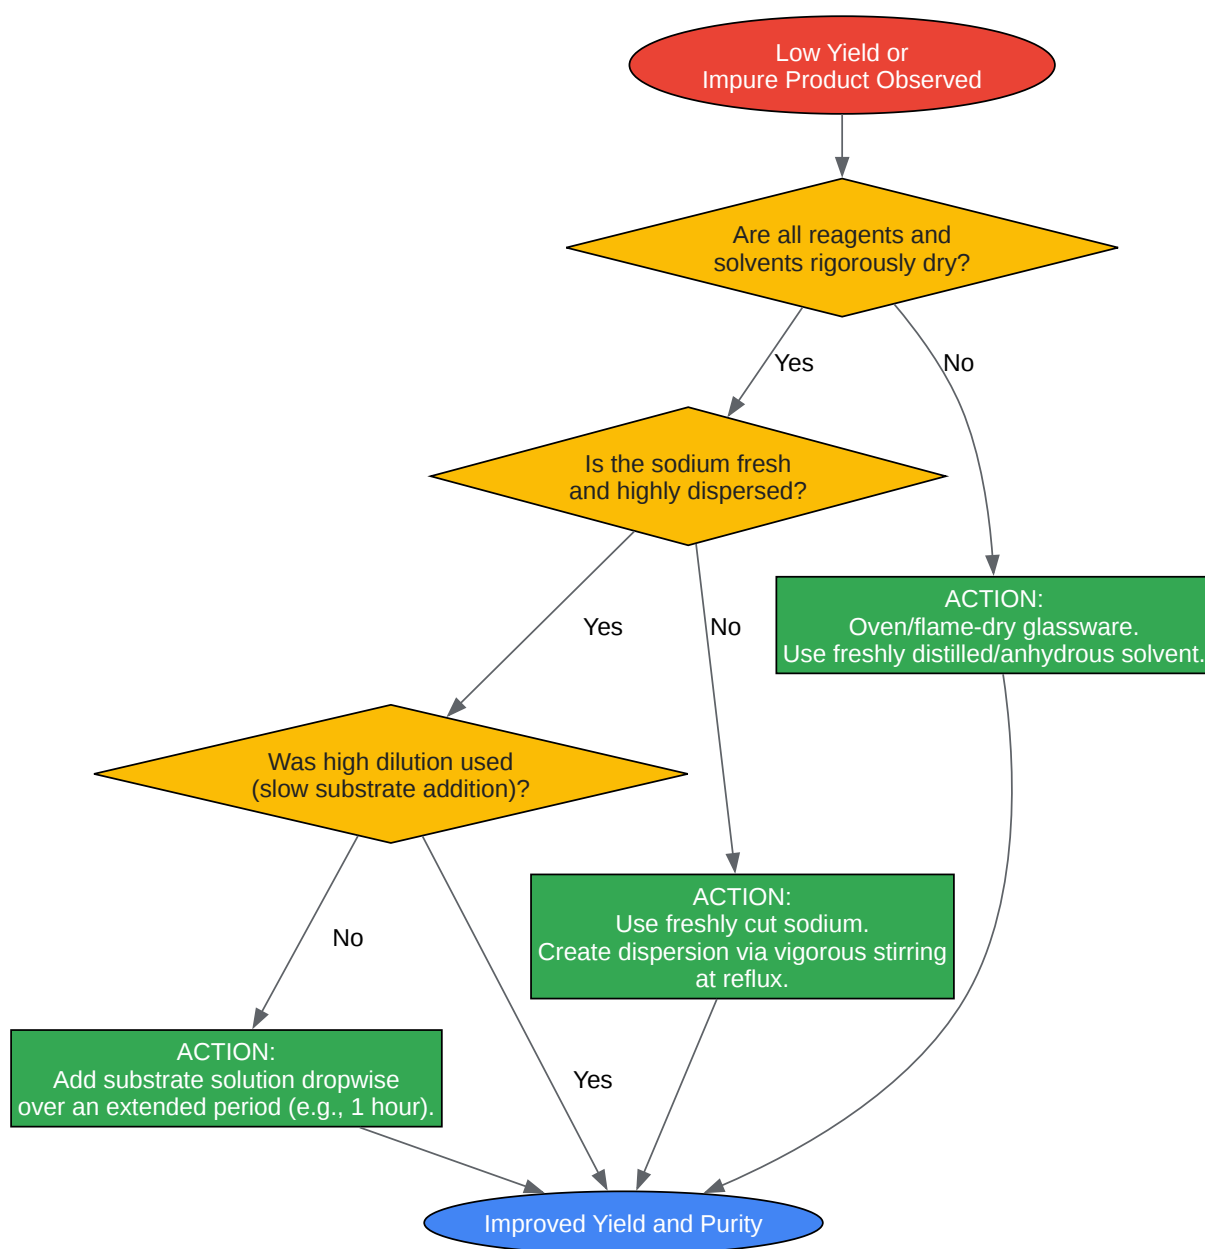 Low Yield or
Impure Product Observed
Are all reagents and
solvents rigorously dry?
Yes
No
Is the sodium fresh
and highly dispersed?
Yes
No
ACTION:
Oven/flame-dry glassware.
Use freshly distilled/anhydrous solvent.
Was high dilution used
(slow substrate addition)?
No
Yes
ACTION:
Use freshly cut sodium.
Create dispersion via vigorous stirring
at reflux.
ACTION:
Add substrate solution dropwise
over an extended period (e.g., 1 hour).
Improved Yield and Purity